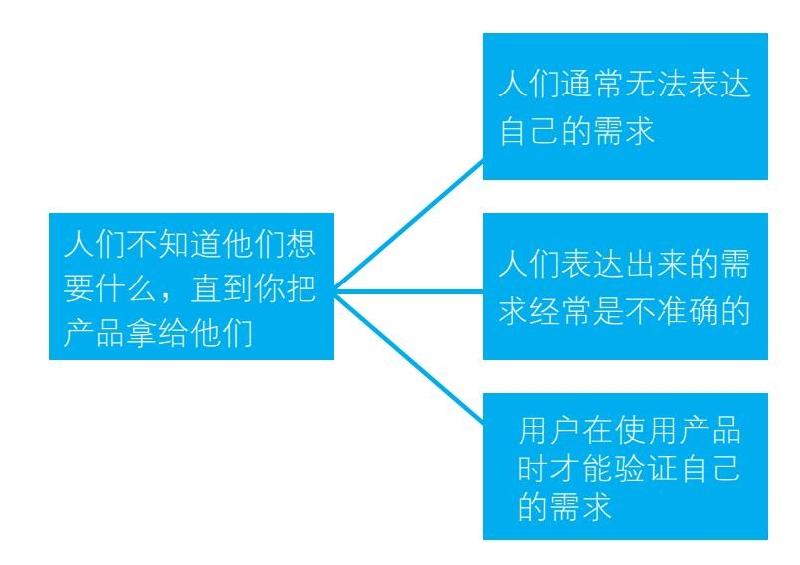 人们不知道他们想
要什么，直到你把
产品拿给他们
人们通常无法表达
自己的需求
人们表达出来的需
求经常是不准确的
用户在使用产品
时才能验证自己
的需求